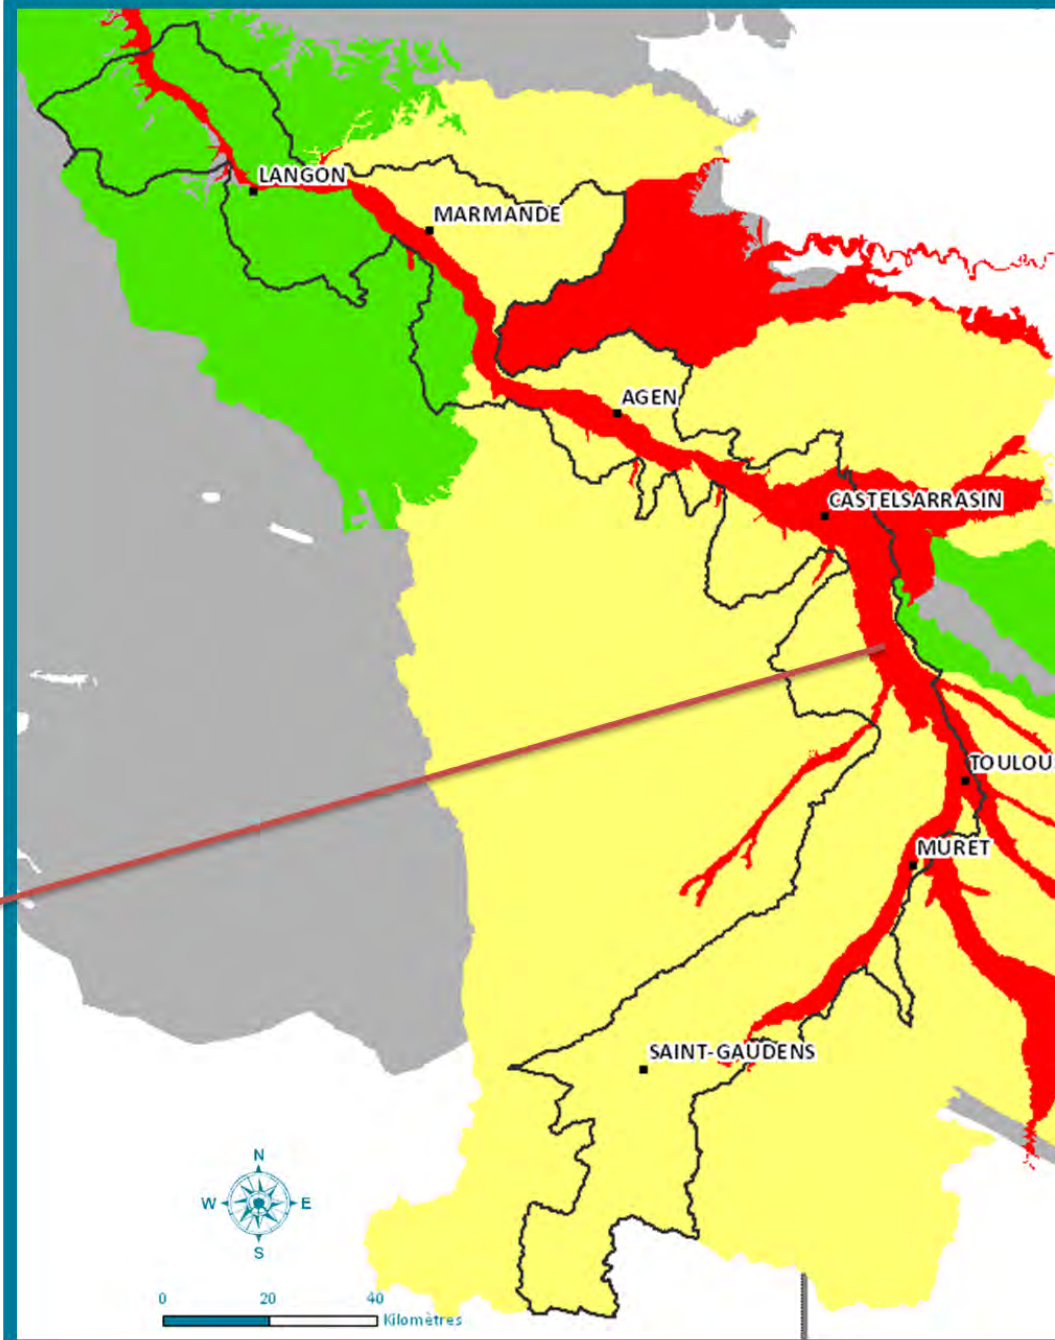 LANGON
MARMANDE
AGEN
CASTELSARRASIN
TOULOU
MURET
SAINT-GAUDENS
N
W E
S
0 20 40
Kilomètres